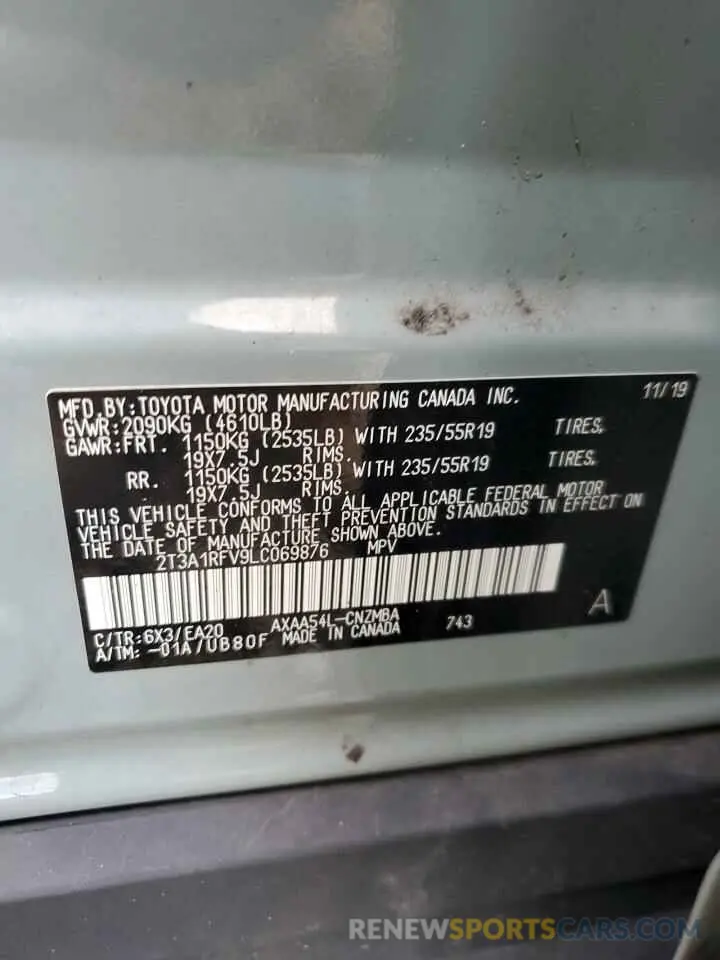 MFD. BY: TOYOTA MOTOR MANUFACTURING CANADA INC. 11/19
GVWR: 2090KG (4610LB)
GAWR: FRT. 1150KG (2535LB) WITH 235/55R19 TIRES,
19X7.5J RIMS.
RR. 1150KG (2535LB) WITH 235/55R19 TIRES,
19X7.5J RIMS,
THIS VEHICLE CONFORMS TO ALL APPLICABLE FEDERAL MOTOR
VEHICLE SAFETY AND THEFT PREVENTION STANDARDS IN EFFECT ON
THE DATE OF MANUFACTURE SHOWN ABOVE.
2T3A1RFV9LC069876 MPV
A
C/TR: 6X3/EA20 AXAA54L-CNZMBA 743
A/TM: -01A/UB80F MADE IN CANADA
RENEWSPORTSCARS.COM